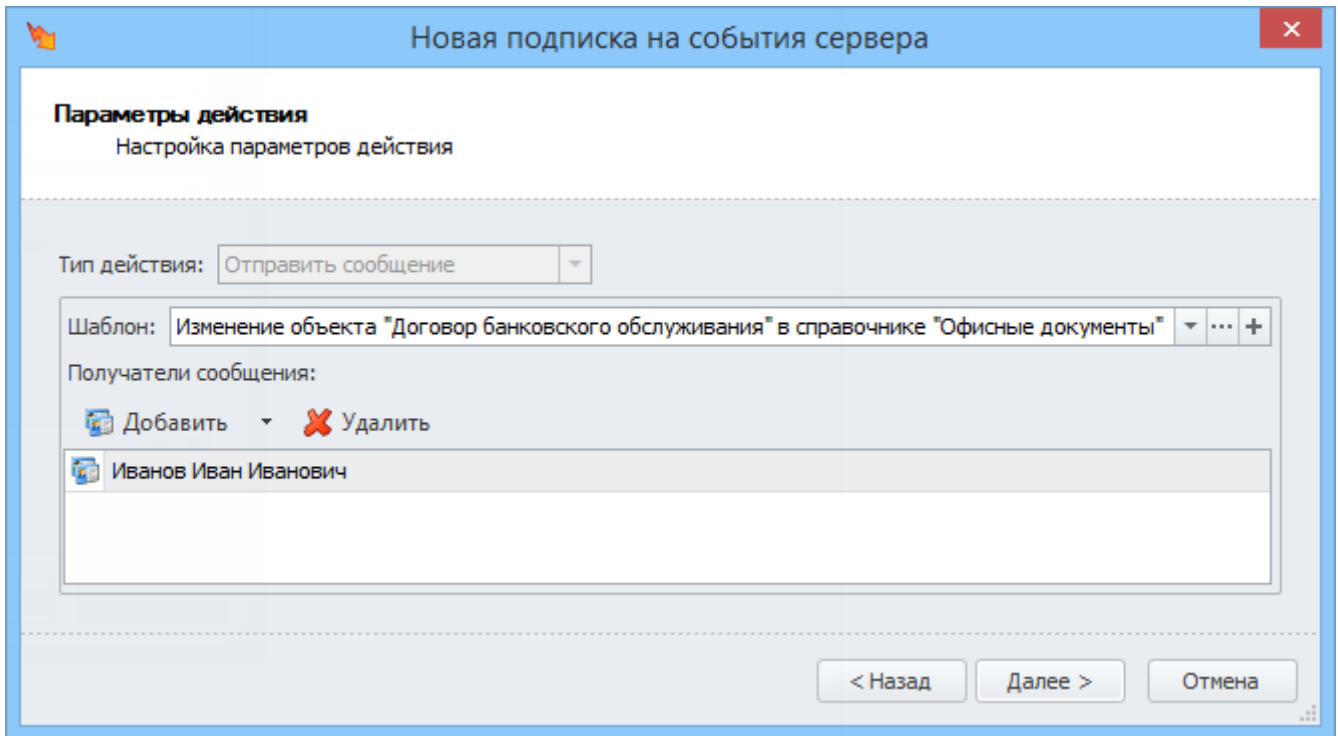 Новая подписка на события сервера
Параметры действия
Настройка параметров действия
Тип действия: Отправить сообщение
Шаблон: Изменение объекта "Договор банковского обслуживания" в справочнике "Офисные документы"
Получатели сообщения:
Добавить Удалить
Иванов Иван Иванович
< Назад Далее > Отмена